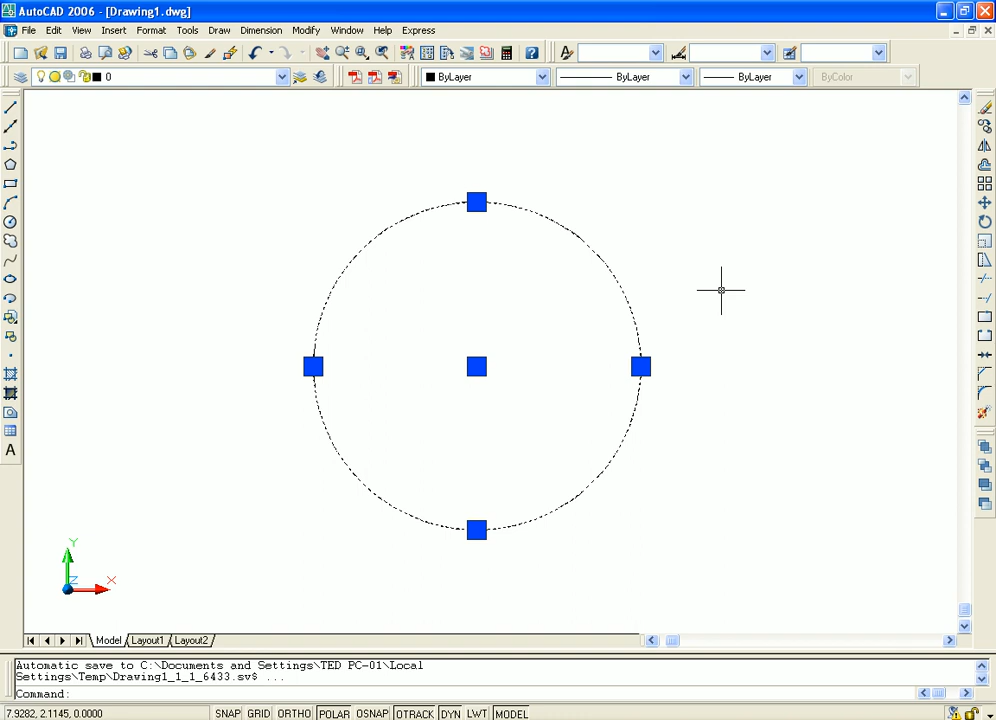 AutoCAD 2006 - [Drawing1.dwg]
File Edit View Insert Format Tools Draw Dimension Modify Window Help Express
0 ByLayer ByLayer ByLayer ByColor
A
Y
Z X
Model Layout1 Layout2
Automatic save to C:\Documents and Settings\TED PC-01\Local
Settings\Temp\Drawing1_1_1_6433.sv$ ...
Command:
7.9282, 2.1145, 0.0000 SNAP GRID ORTHO POLAR OSNAP OTRACK DYN LWT MODEL